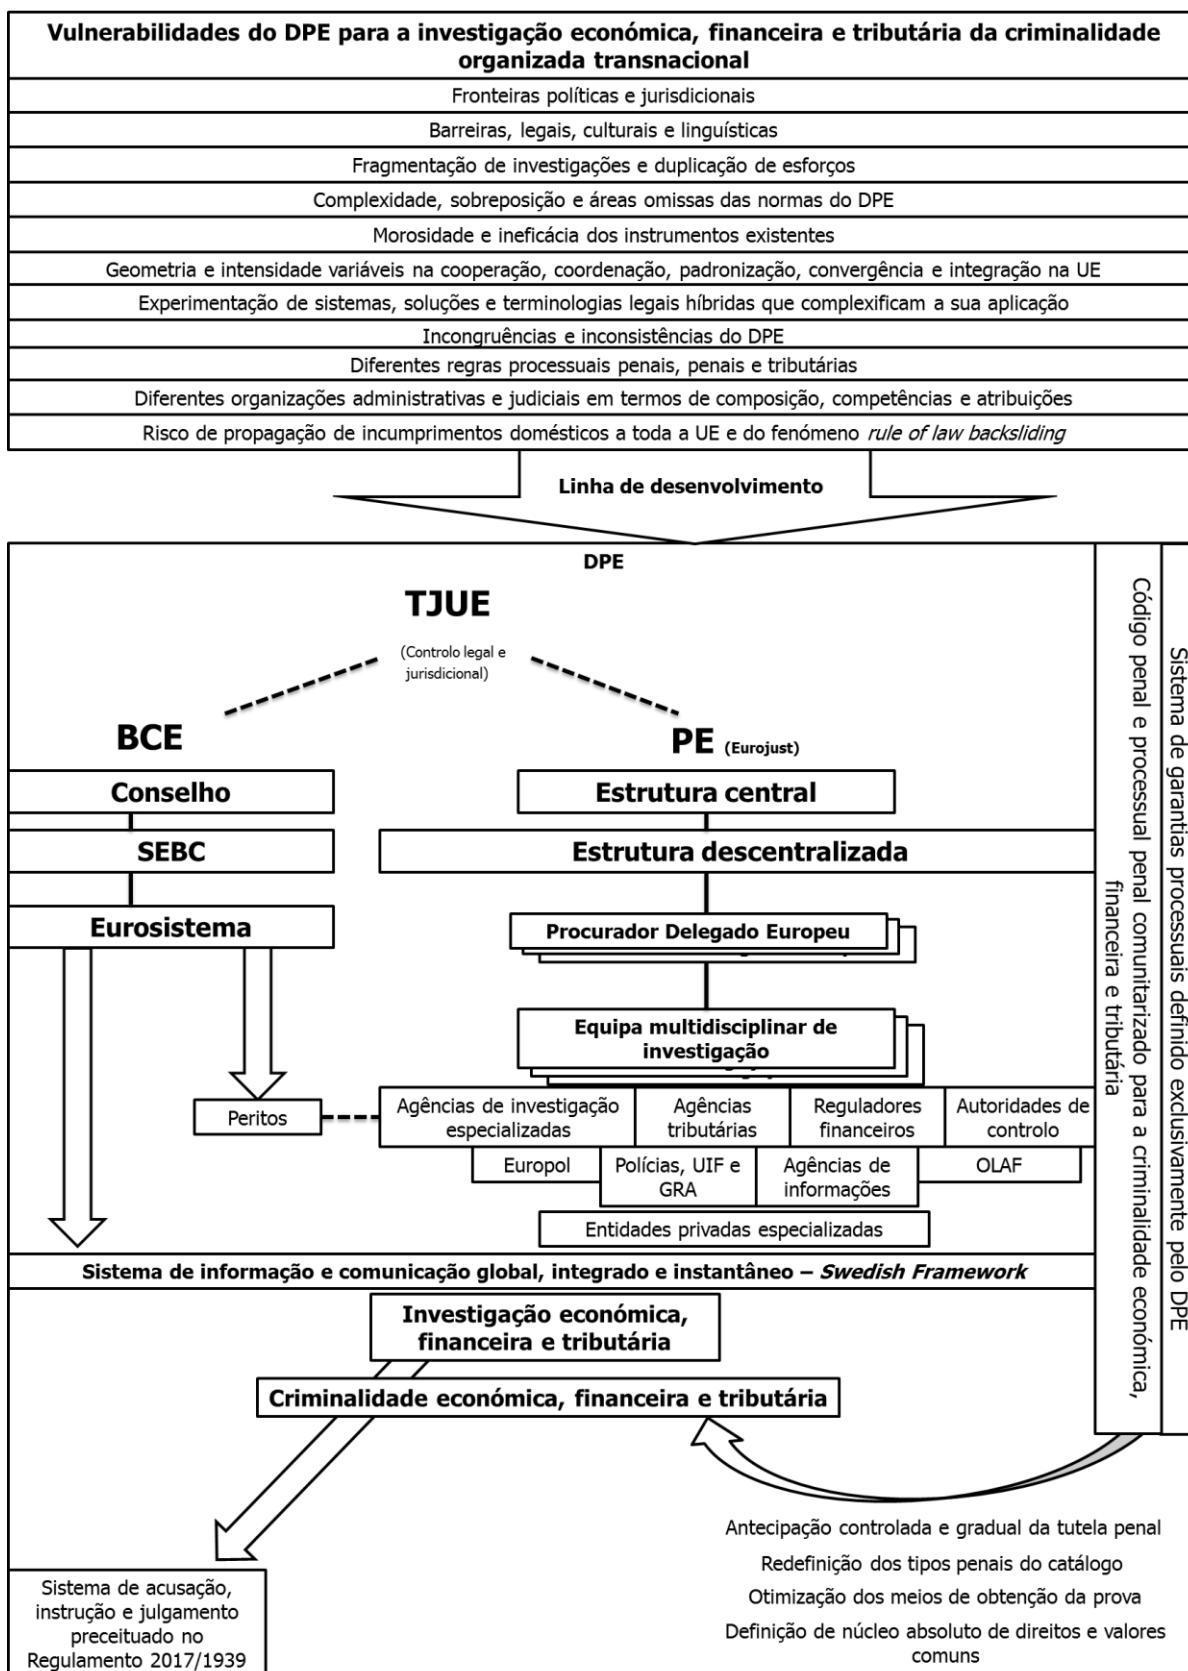 Vulnerabilidades do DPE para a investigação económica, financeira e tributária da criminalidade
organizada transnacional
Fronteiras políticas e jurisdicionais
Barreiras, legais, culturais e linguísticas
Fragmentação de investigações e duplicação de esforços
Complexidade, sobreposição e áreas omissas das normas do DPE
Morosidade e ineficácia dos instrumentos existentes
Geometria e intensidade variáveis na cooperação, coordenação, padronização, convergência e integração na UE
Experimentação de sistemas, soluções e terminologias legais híbridas que complexificam a sua aplicação
Incongruências e inconsistências do DPE
Diferentes regras processuais penais, penais e tributárias
Diferentes organizações administrativas e judiciais em termos de composição, competências e atribuições
Risco de propagação de incumprimentos domésticos a toda a UE e do fenómeno rule of law backsliding
Linha de desenvolvimento
DPE
TJUE
(Controlo legal e
jurisdicional)
BCE
PE (Eurojust)
Conselho
Estrutura central
SEBC
Estrutura descentralizada
Eurosistema
Procurador Delegado Europeu
Equipa multidisciplinar de
investigação
Peritos
Agências de investigação
especializadas
Agências
tributárias
Reguladores
financeiros
Autoridades de
controlo
Europol
Polícias, UIF e
GRA
Agências de
informações
OLAF
Entidades privadas especializadas
Sistema de informação e comunicação global, integrado e instantâneo – Swedish Framework
Investigação económica,
financeira e tributária
Criminalidade económica, financeira e tributária
Código penal e processual penal comunitarizado para a criminalidade económica,
financeira e tributária
Sistema de garantias processuais definido exclusivamente pelo DPE
Antecipação controlada e gradual da tutela penal
Redefinição dos tipos penais do catálogo
Otimização dos meios de obtenção da prova
Definição de núcleo absoluto de direitos e valores
comuns
Sistema de acusação,
instrução e julgamento
preceituado no
Regulamento 2017/1939